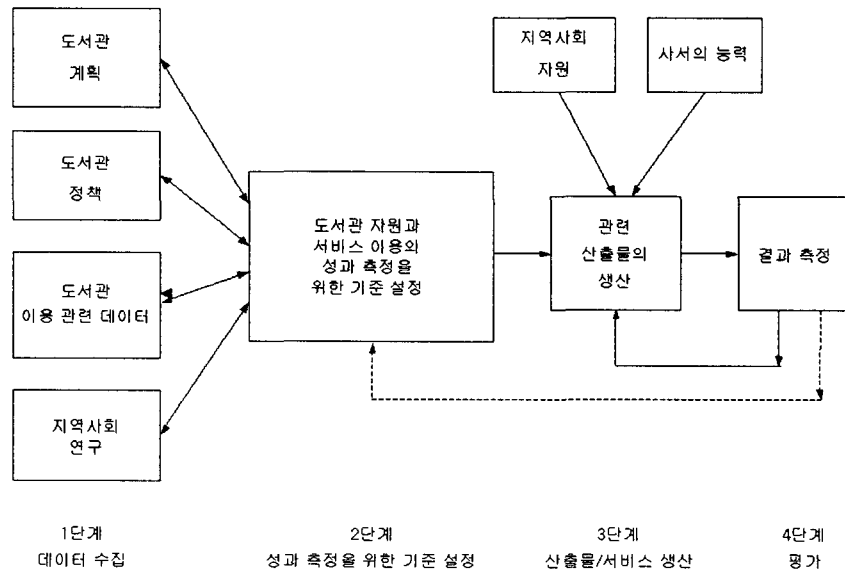 도서관
계획
도서관
정책
도서관
이용 관련 데이터
지역사회
연구
도서관 자원과
서비스 이용의
성과 측정을
위한 기준 설정
지역사회
자원
사서의 능력
관련
산출물의
생산
결과 측정
1단계
데이터 수집
2단계
성과 측정을 위한 기준 설정
3단계
산출물/서비스 생산
4단계
평가